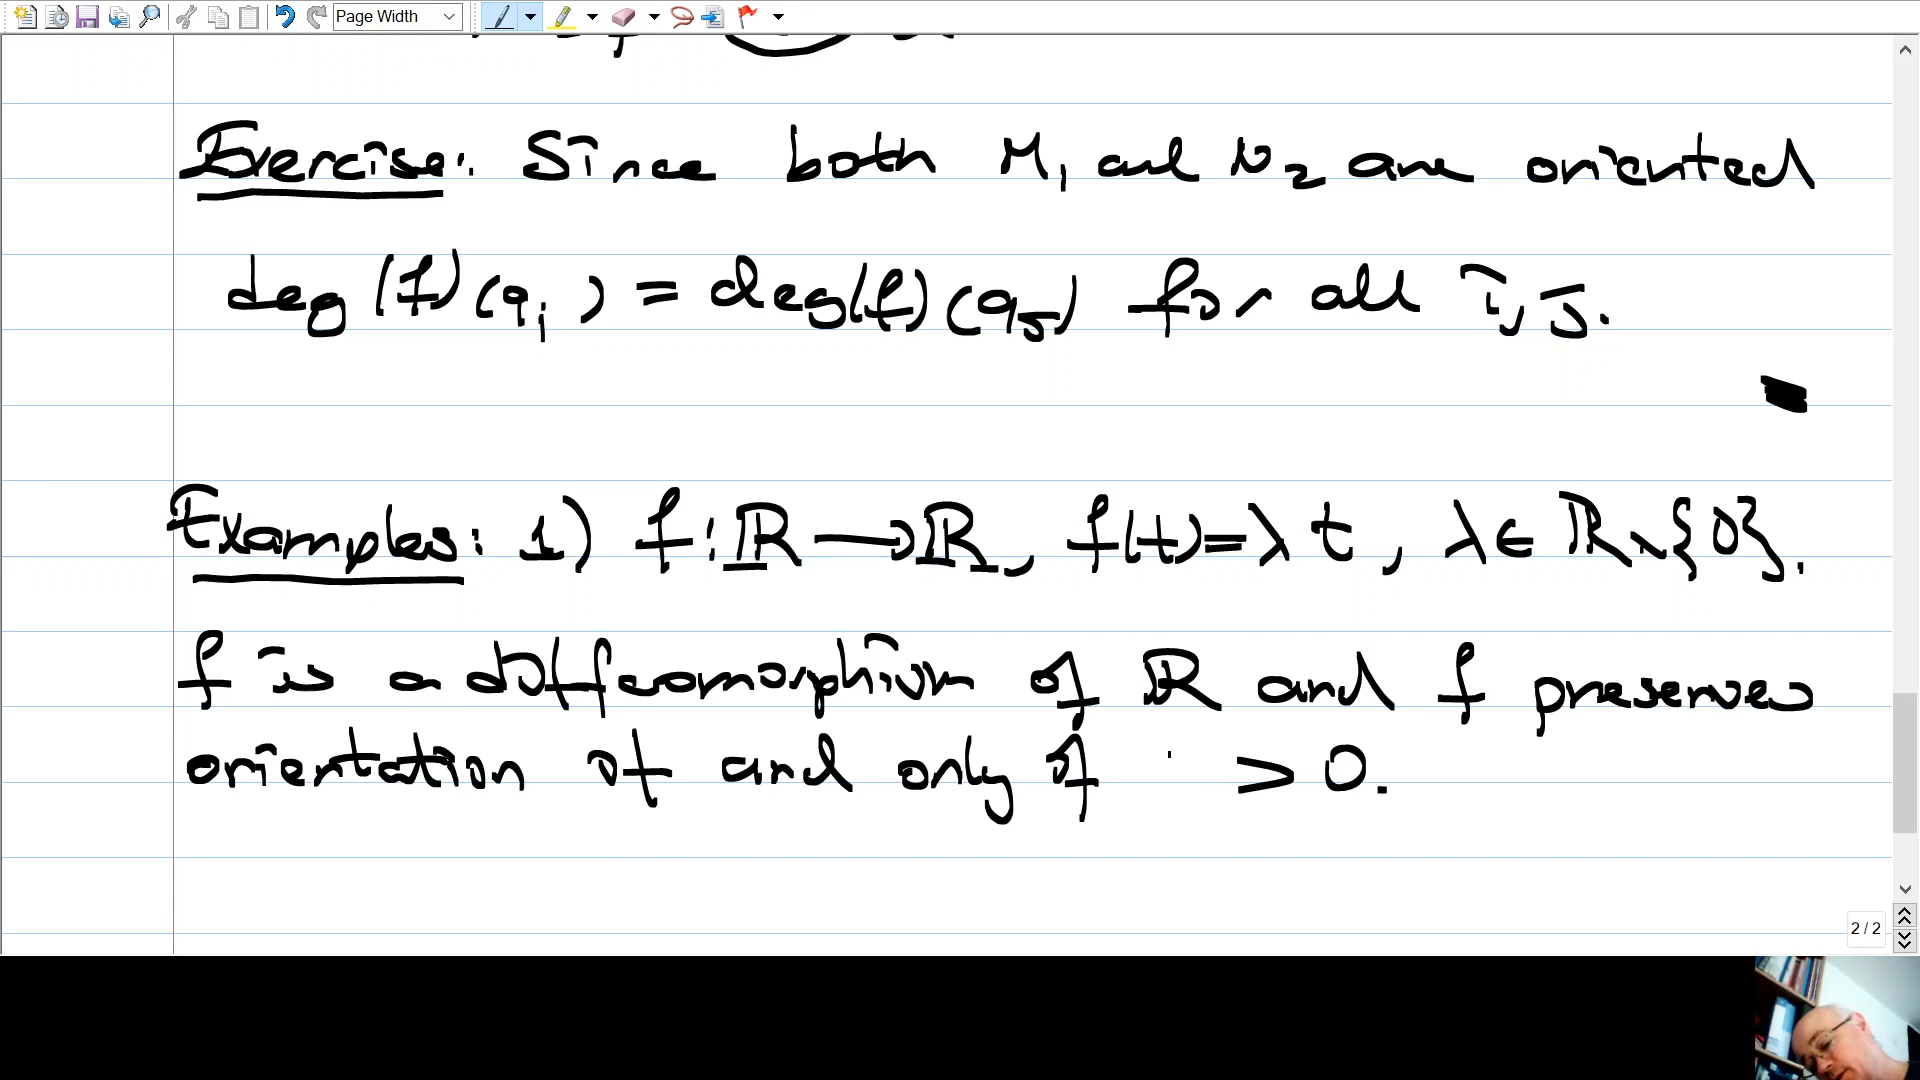 Page Width
Exercise: Since both M₁ and N₂ are oriented
deg(f)(q_i) = deg(f)(q_j) for all i, j.
Examples: 1) f: ℝ ⟶ ℝ, f(t) = λt, λ ∈ ℝ∖{0}.
f is a diffeomorphism of ℝ and f preserves
orientation if and only if > 0.
2 / 2